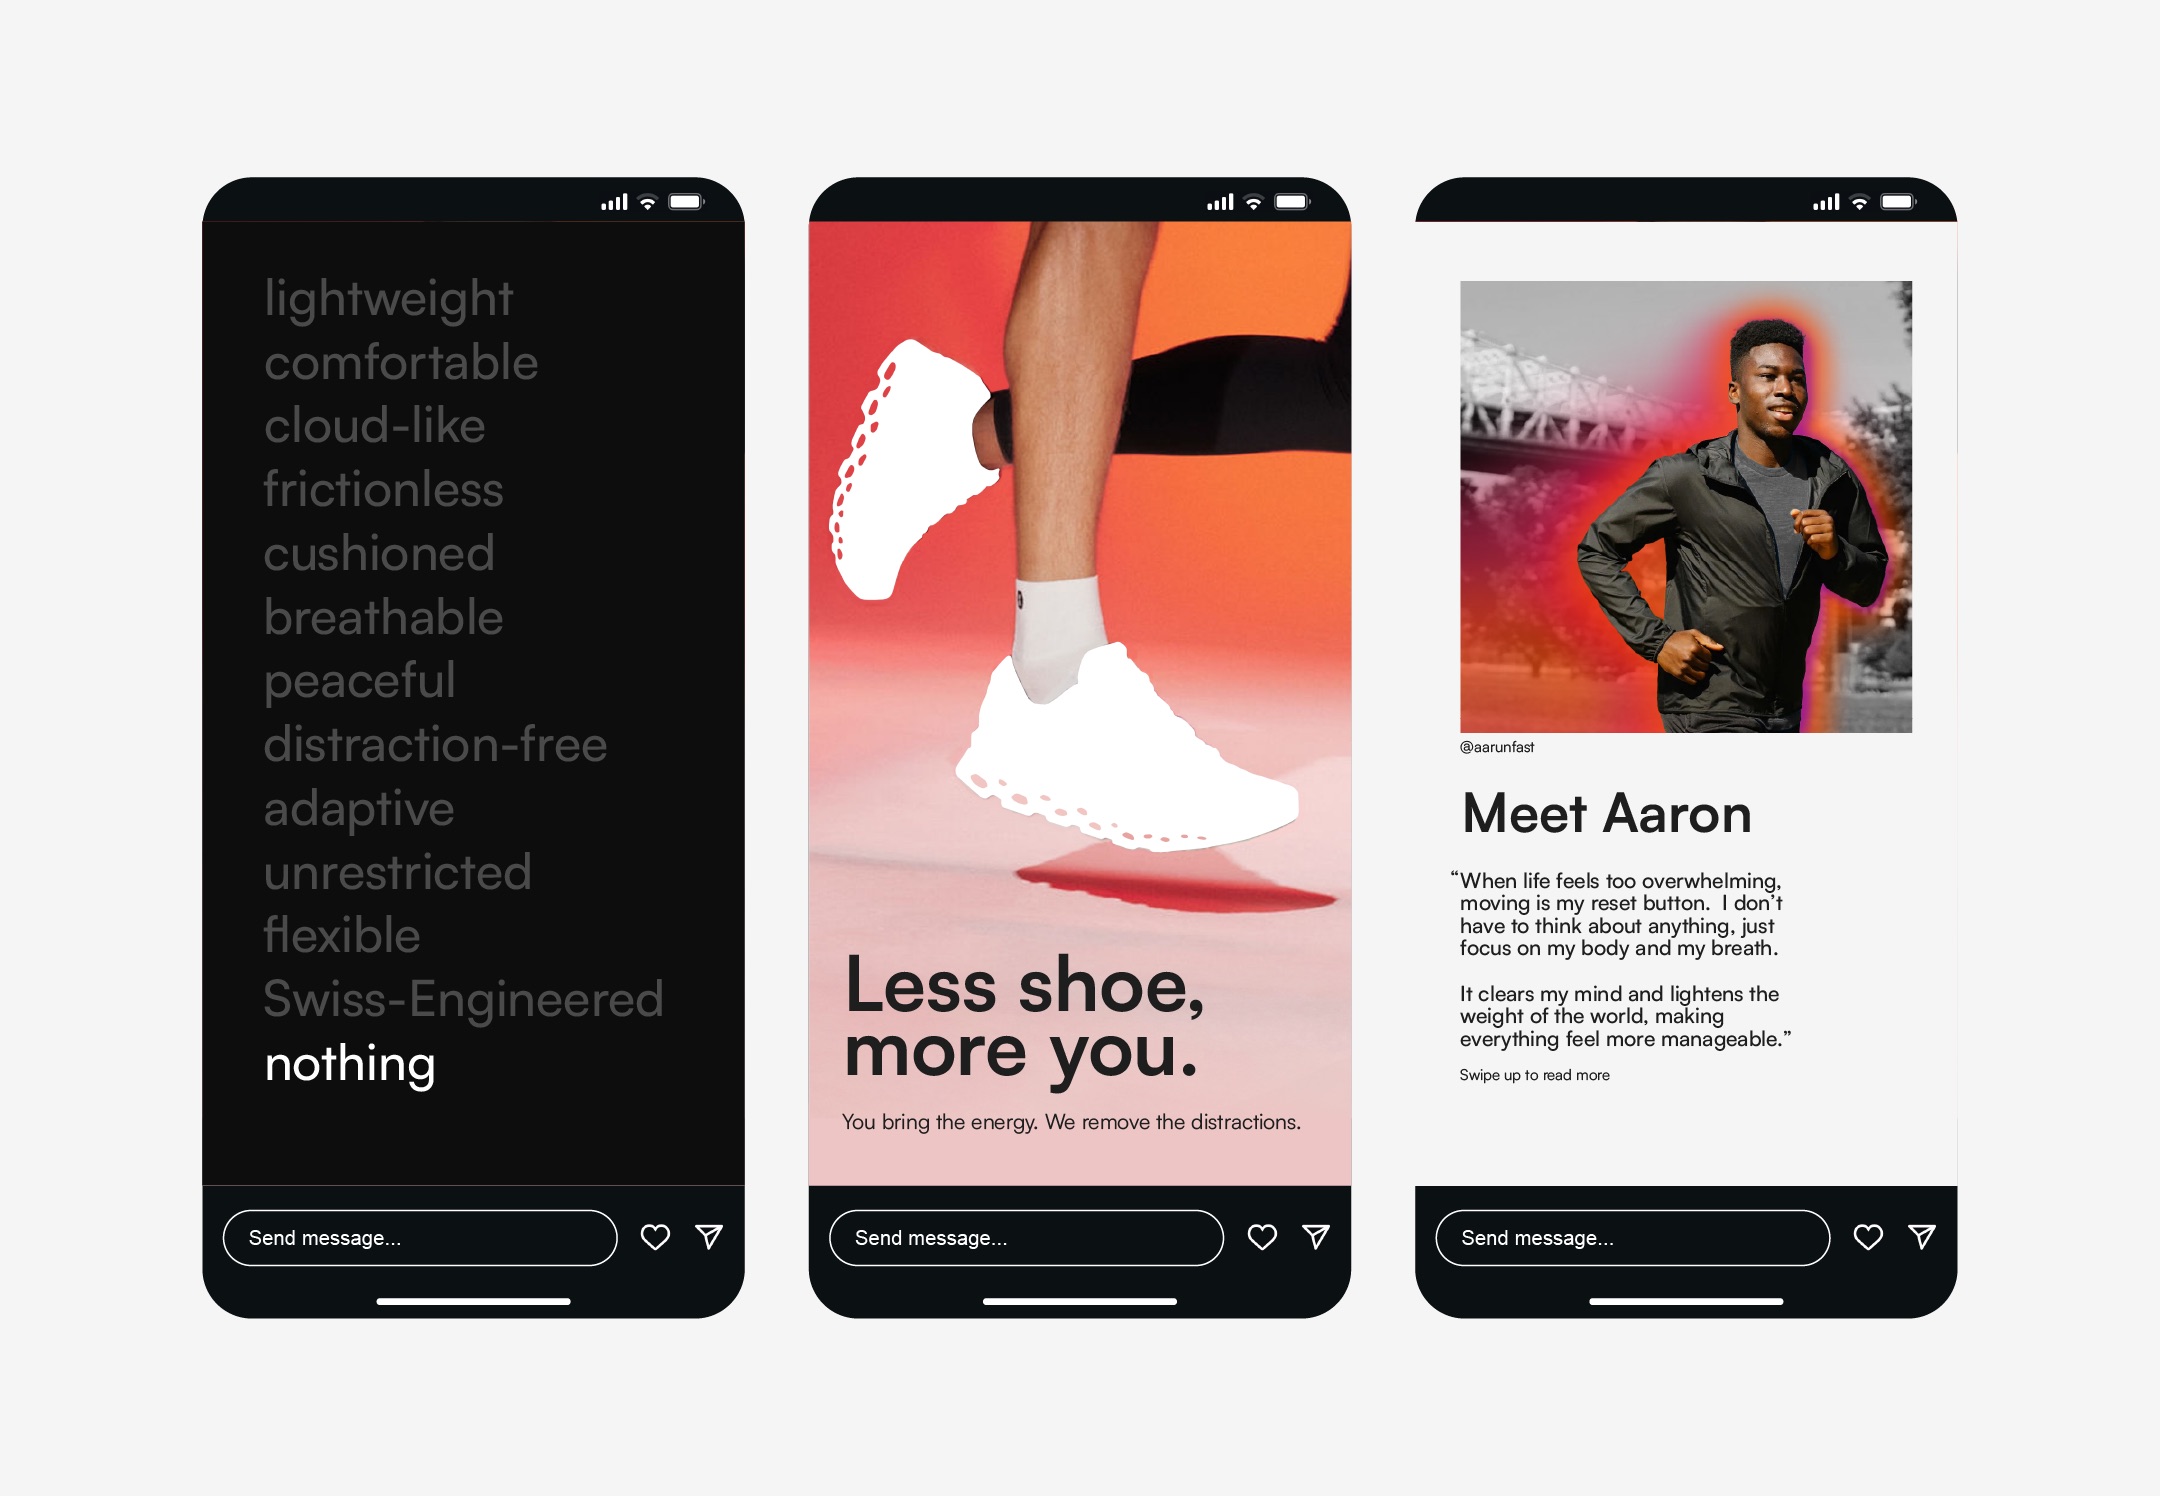 lightweight
comfortable
cloud-like
frictionless
cushioned
breathable
peaceful
distraction-free
adaptive
unrestricted
flexible
Swiss-Engineered
nothing
Send message...
Less shoe,
more you.
You bring the energy. We remove the distractions.
Send message...
@aarunfast
Meet Aaron
“When life feels too overwhelming,
moving is my reset button.  I don’t
have to think about anything, just
focus on my body and my breath.
It clears my mind and lightens the
weight of the world, making
everything feel more manageable.”
Swipe up to read more
Send message...